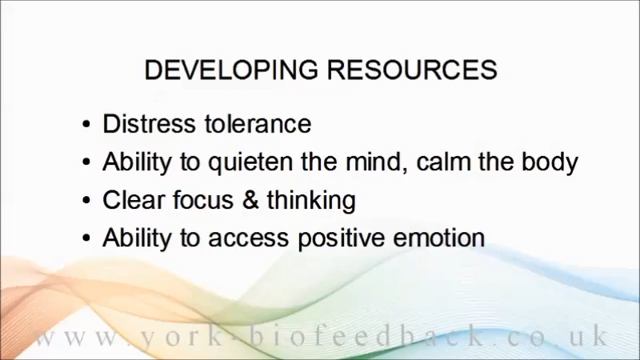 DEVELOPING RESOURCES
• Distress tolerance
• Ability to quieten the mind, calm the body
• Clear focus & thinking
• Ability to access positive emotion
www.york-biofeedback.co.uk